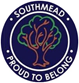 SOUTHMEAD
• PROUD TO BELONG •